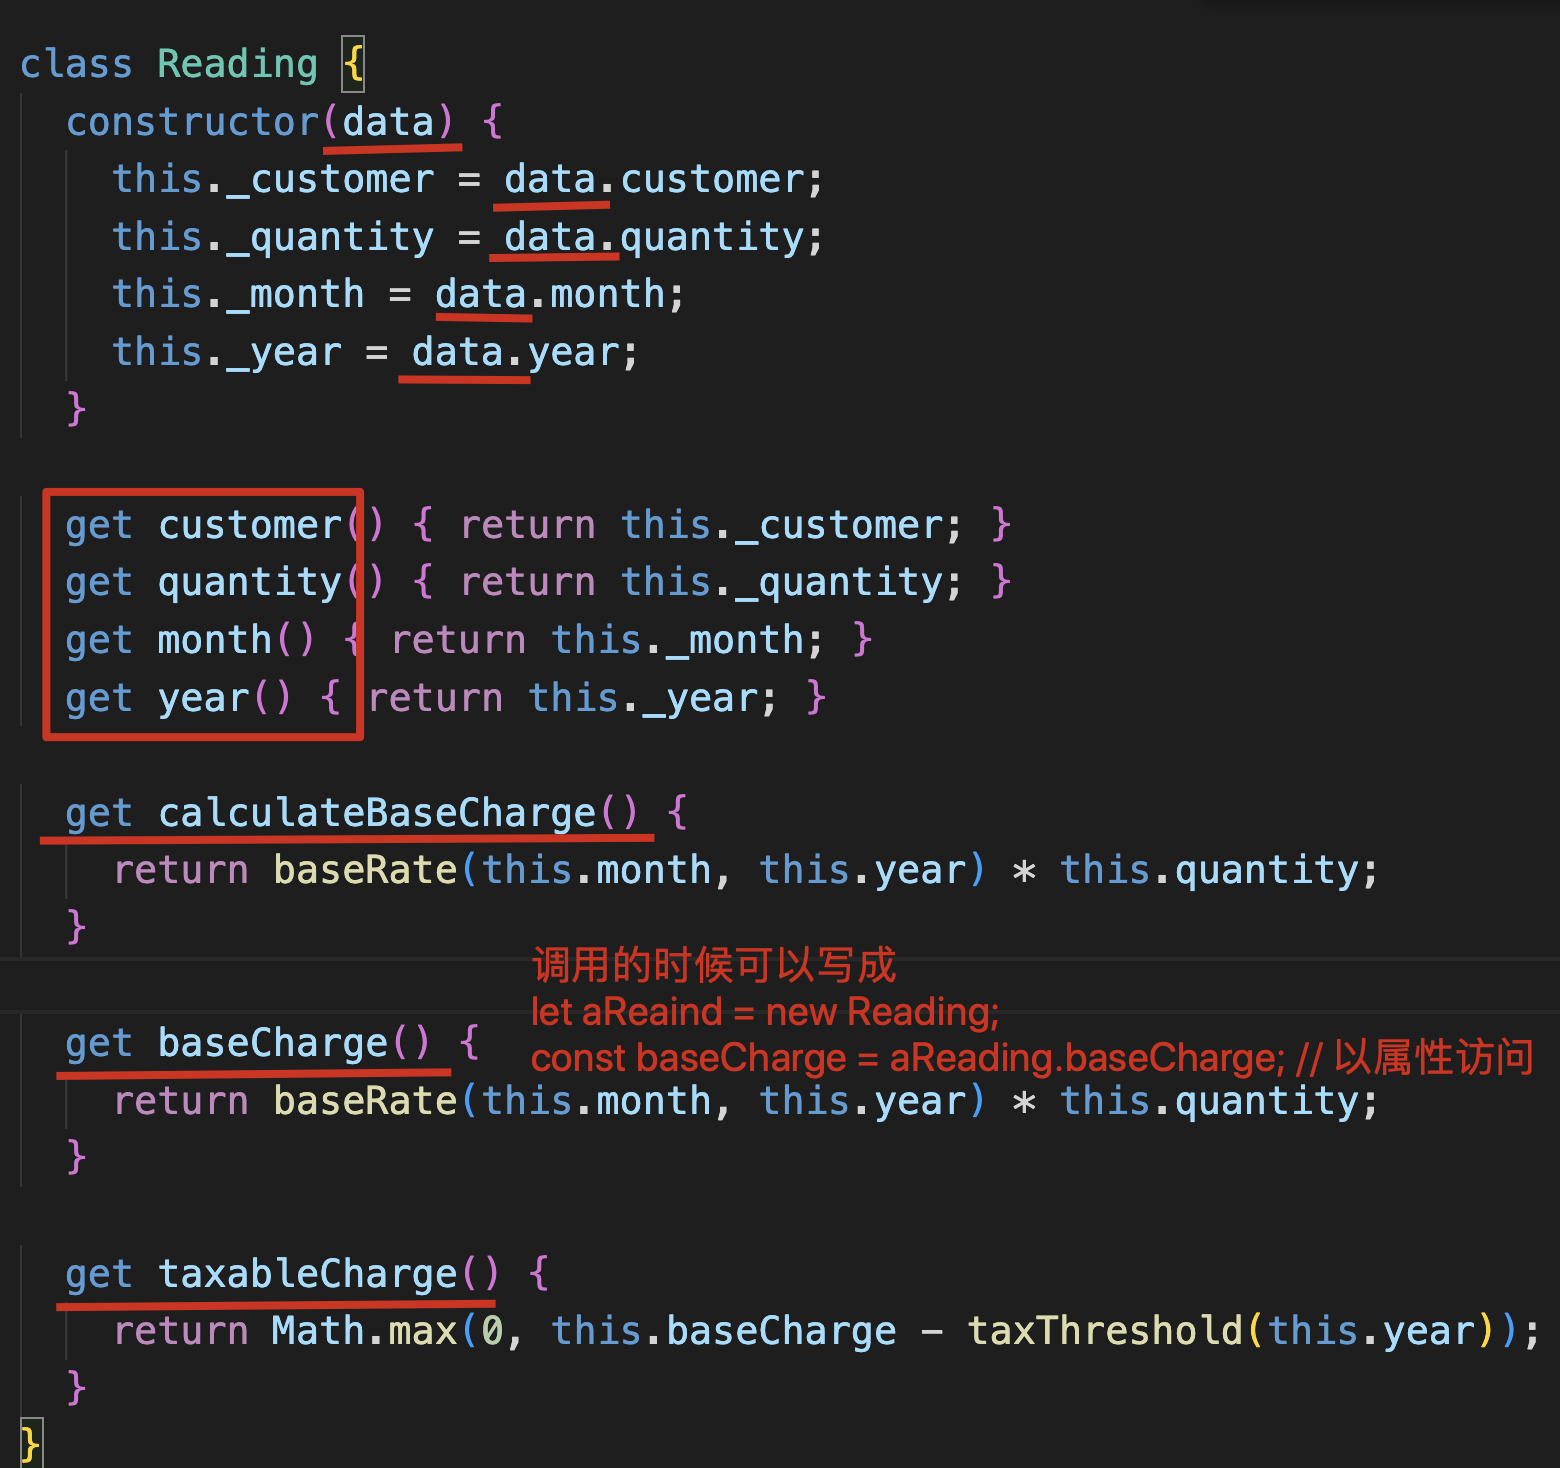 class Reading {
constructor(data) {
this._customer = data.customer;
this._quantity = data.quantity;
this._month = data.month;
this._year = data.year;
}
get customer() { return this._customer; }
get quantity() { return this._quantity; }
get month() { return this._month; }
get year() { return this._year; }
get calculateBaseCharge() {
return baseRate(this.month, this.year) * this.quantity;
}
调用的时候可以写成
let aReaind = new Reading;
get baseCharge() {
const baseCharge = aReading.baseCharge; // 以属性访问
return baseRate(this.month, this.year) * this.quantity;
}
get taxableCharge() {
return Math.max(0, this.baseCharge - taxThreshold(this.year));
}
}